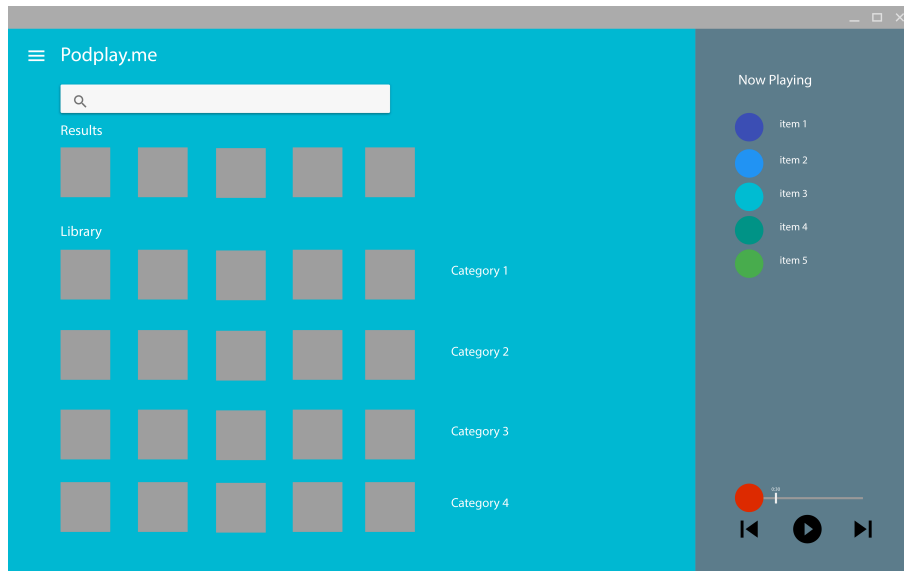 Podplay.me
Results
Library
Category 1
Category 2
Category 3
Category 4
Now Playing
item 1
item 2
item 3
item 4
item 5